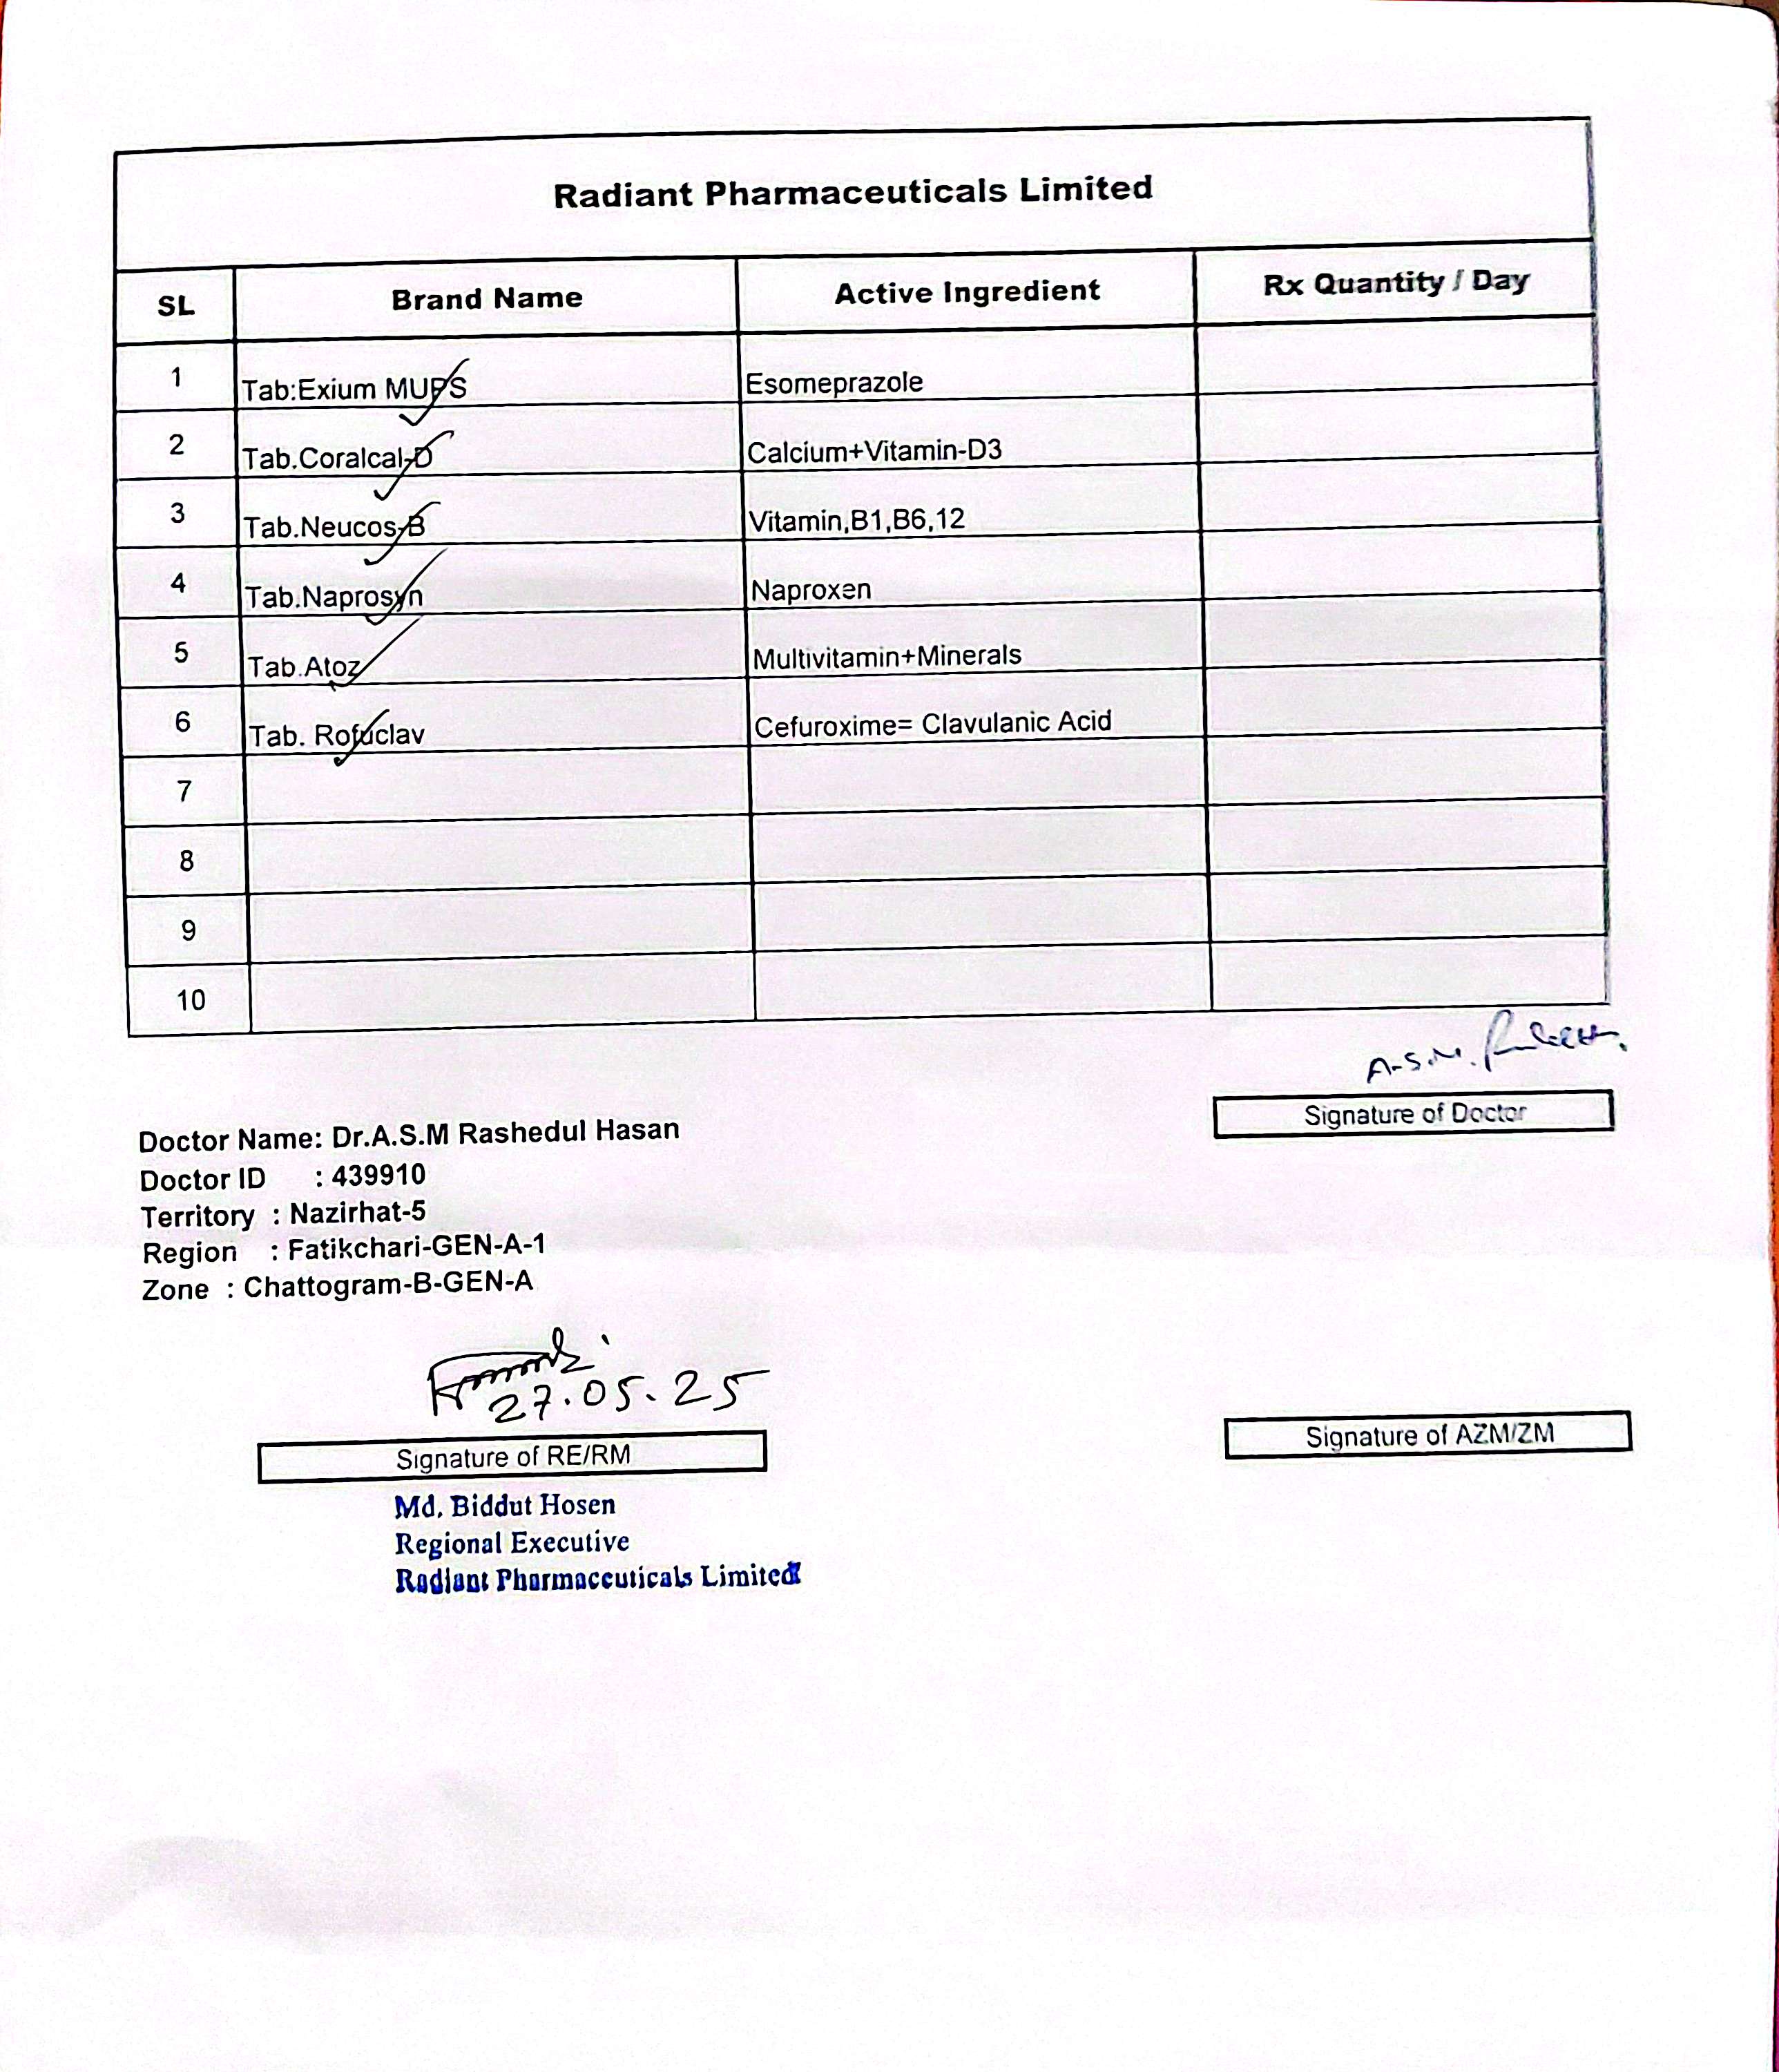 Radiant Pharmaceuticals Limited
SL Brand Name Active Ingredient Rx Quantity / Day
1 Tab:Exium MUPS Esomeprazole
2 Tab.Coralcal-D Calcium+Vitamin-D3
3 Tab.Neucos-B Vitamin,B1,B6,12
4 Tab.Naprosyn Naproxen
5 Tab.Atoz Multivitamin+Minerals
6 Tab. Rofuclav Cefuroxime= Clavulanic Acid
7
8
9
10
A.S.M.
Signature of Doctor
Doctor Name: Dr.A.S.M Rashedul Hasan
Doctor ID : 439910
Territory : Nazirhat-5
Region : Fatikchari-GEN-A-1
Zone : Chattogram-B-GEN-A
27.05.25
Signature of RE/RM
Signature of AZM/ZM
Md. Biddut Hosen
Regional Executive
Radiant Pharmaceuticals Limited